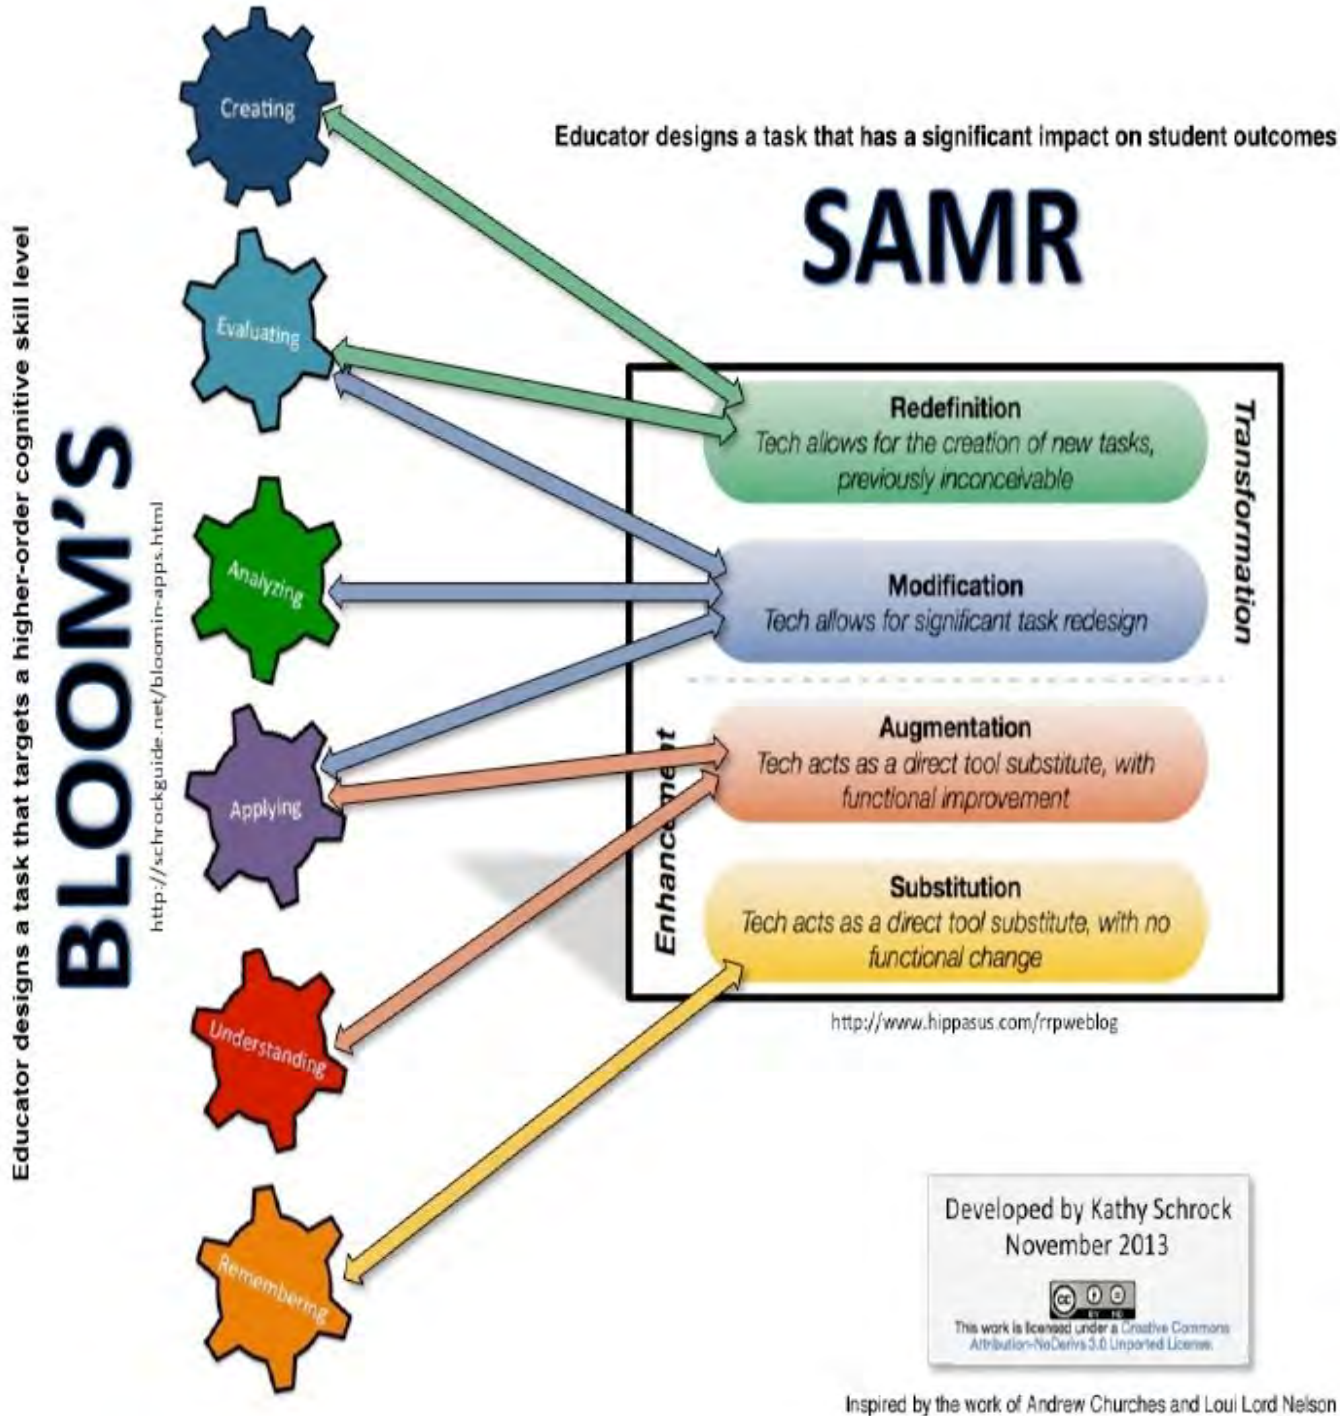 Creating
Educator designs a task that has a significant impact on student outcomes
SAMR
Educator designs a task that targets a higher-order cognitive skill level
BLOOM'S
http://schrockguide.net/bloomin-apps.html
Evaluating
Analyzing
Applying
Understanding
Remembering
Redefinition
Tech allows for the creation of new tasks,
previously inconceivable
Modification
Tech allows for significant task redesign
Transformation
Augmentation
Tech acts as a direct tool substitute, with
functional improvement
Substitution
Tech acts as a direct tool substitute, with no
functional change
Enhancement
http://www.hippasus.com/rrpweblog
Developed by Kathy Schrock
November 2013
cc
BY ND
This work is licensed under a Creative Commons
Attribution-NoDerivs 3.0 Unported License.
Inspired by the work of Andrew Churches and Loui Lord Nelson